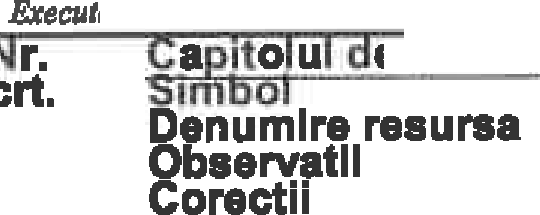 Execut
Nr. Capitolul de
crt. Simbol
Denumire resursa
Observatii
Corectii